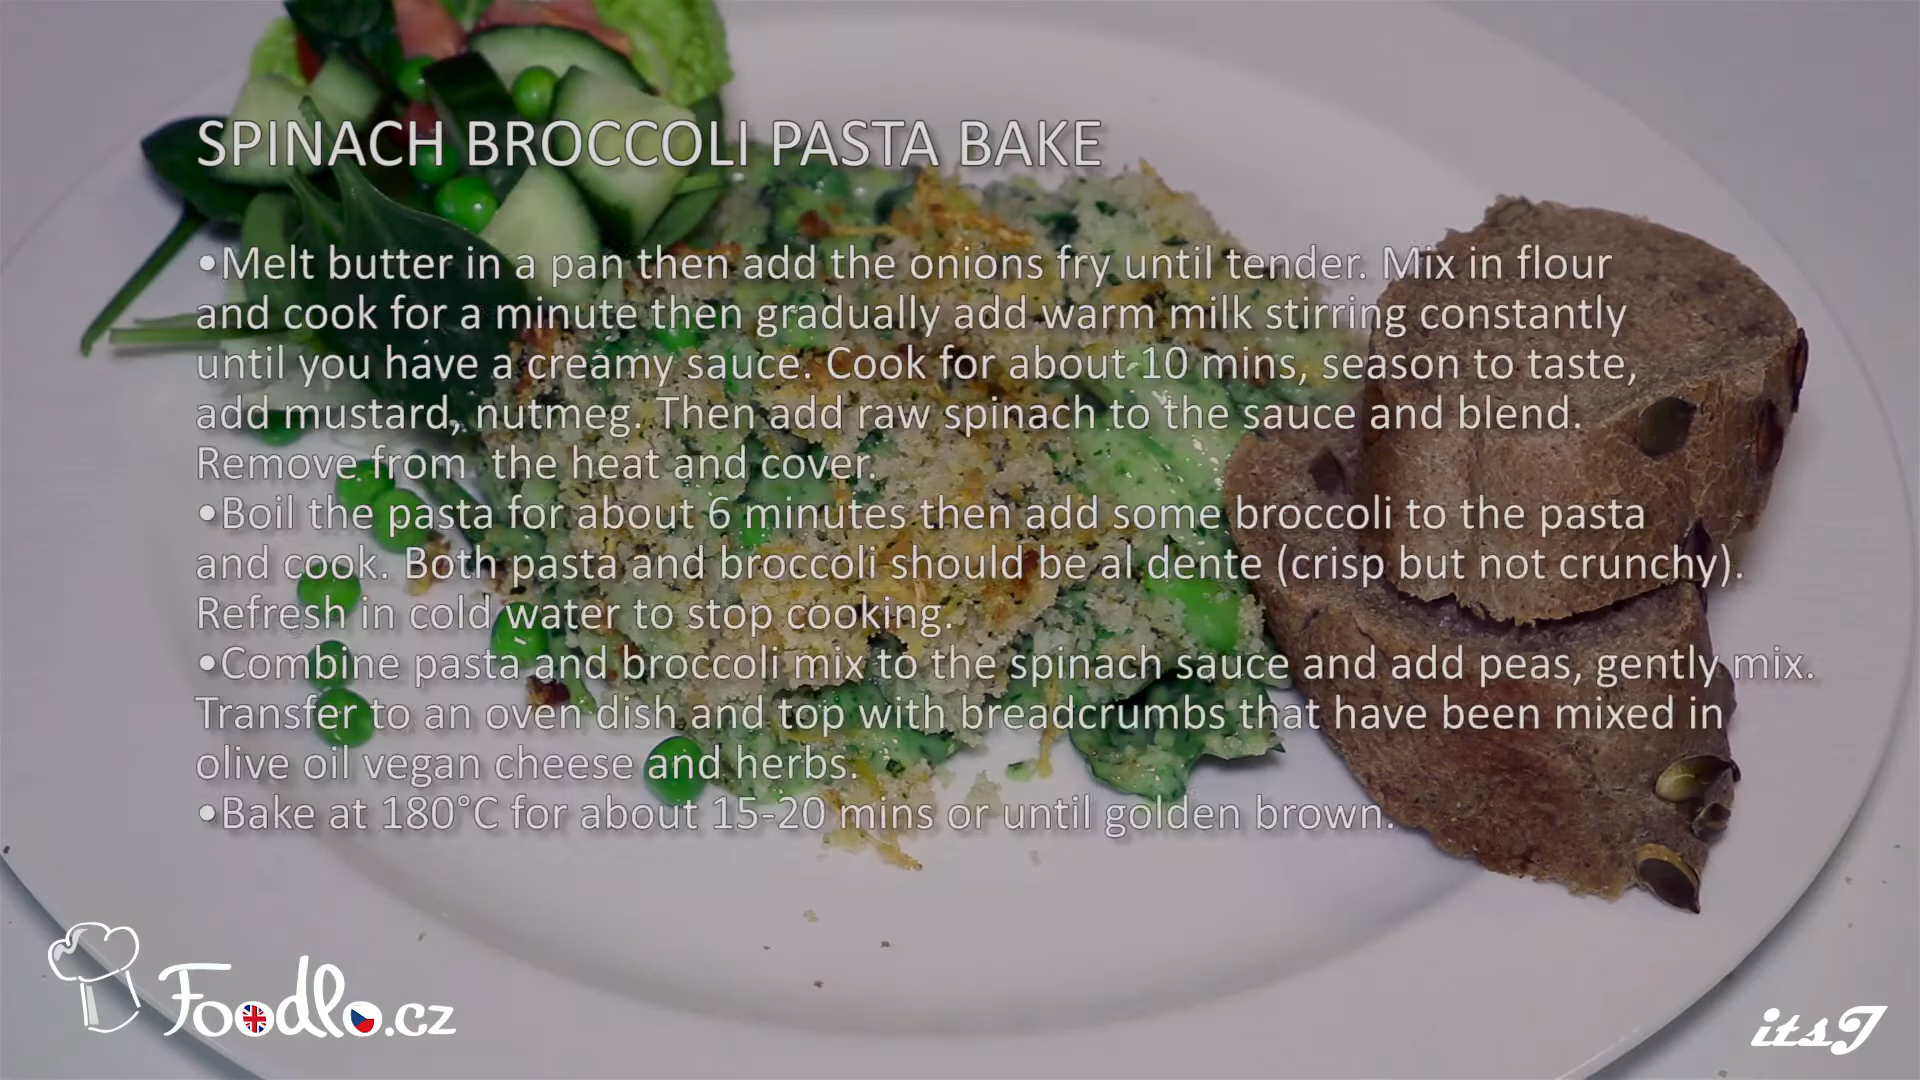 SPINACH BROCCOLI PASTA BAKE
•Melt butter in a pan then add the onions fry until tender. Mix in flour
and cook for a minute then gradually add warm milk stirring constantly
until you have a creamy sauce. Cook for about 10 mins, season to taste,
add mustard, nutmeg. Then add raw spinach to the sauce and blend.
Remove from  the heat and cover.
•Boil the pasta for about 6 minutes then add some broccoli to the pasta
and cook. Both pasta and broccoli should be al dente (crisp but not crunchy).
Refresh in cold water to stop cooking.
•Combine pasta and broccoli mix to the spinach sauce and add peas, gently mix.
Transfer to an oven dish and top with breadcrumbs that have been mixed in
olive oil vegan cheese and herbs.
•Bake at 180°C for about 15-20 mins or until golden brown.
Foodlo.cz
itsJ